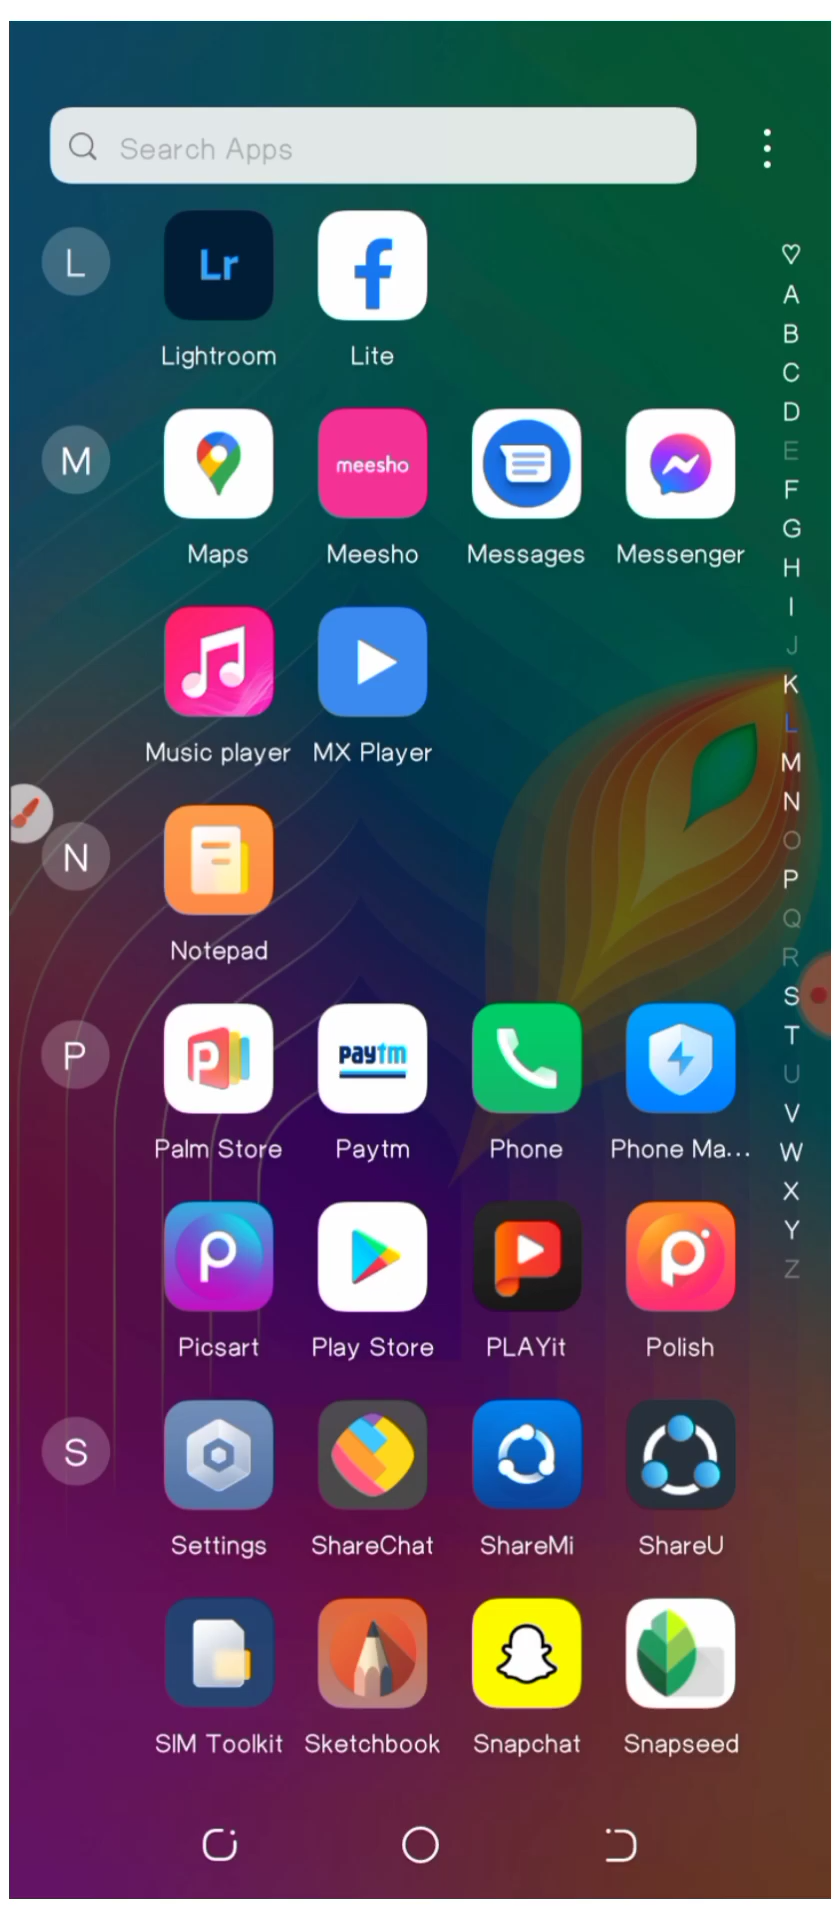 Search Apps
♡
A
B
C
D
E
F
G
H
I
J
K
L
M
N
O
P
Q
R
S
T
U
V
W
X
Y
Z
L
Lr
Lightroom Lite
M
meesho
Maps Meesho Messages Messenger
Music player MX Player
N
Notepad
P
paytm
Palm Store Paytm Phone Phone Ma...
Picsart Play Store PLAYit Polish
S
Settings ShareChat ShareMi ShareU
SIM Toolkit Sketchbook Snapchat Snapseed